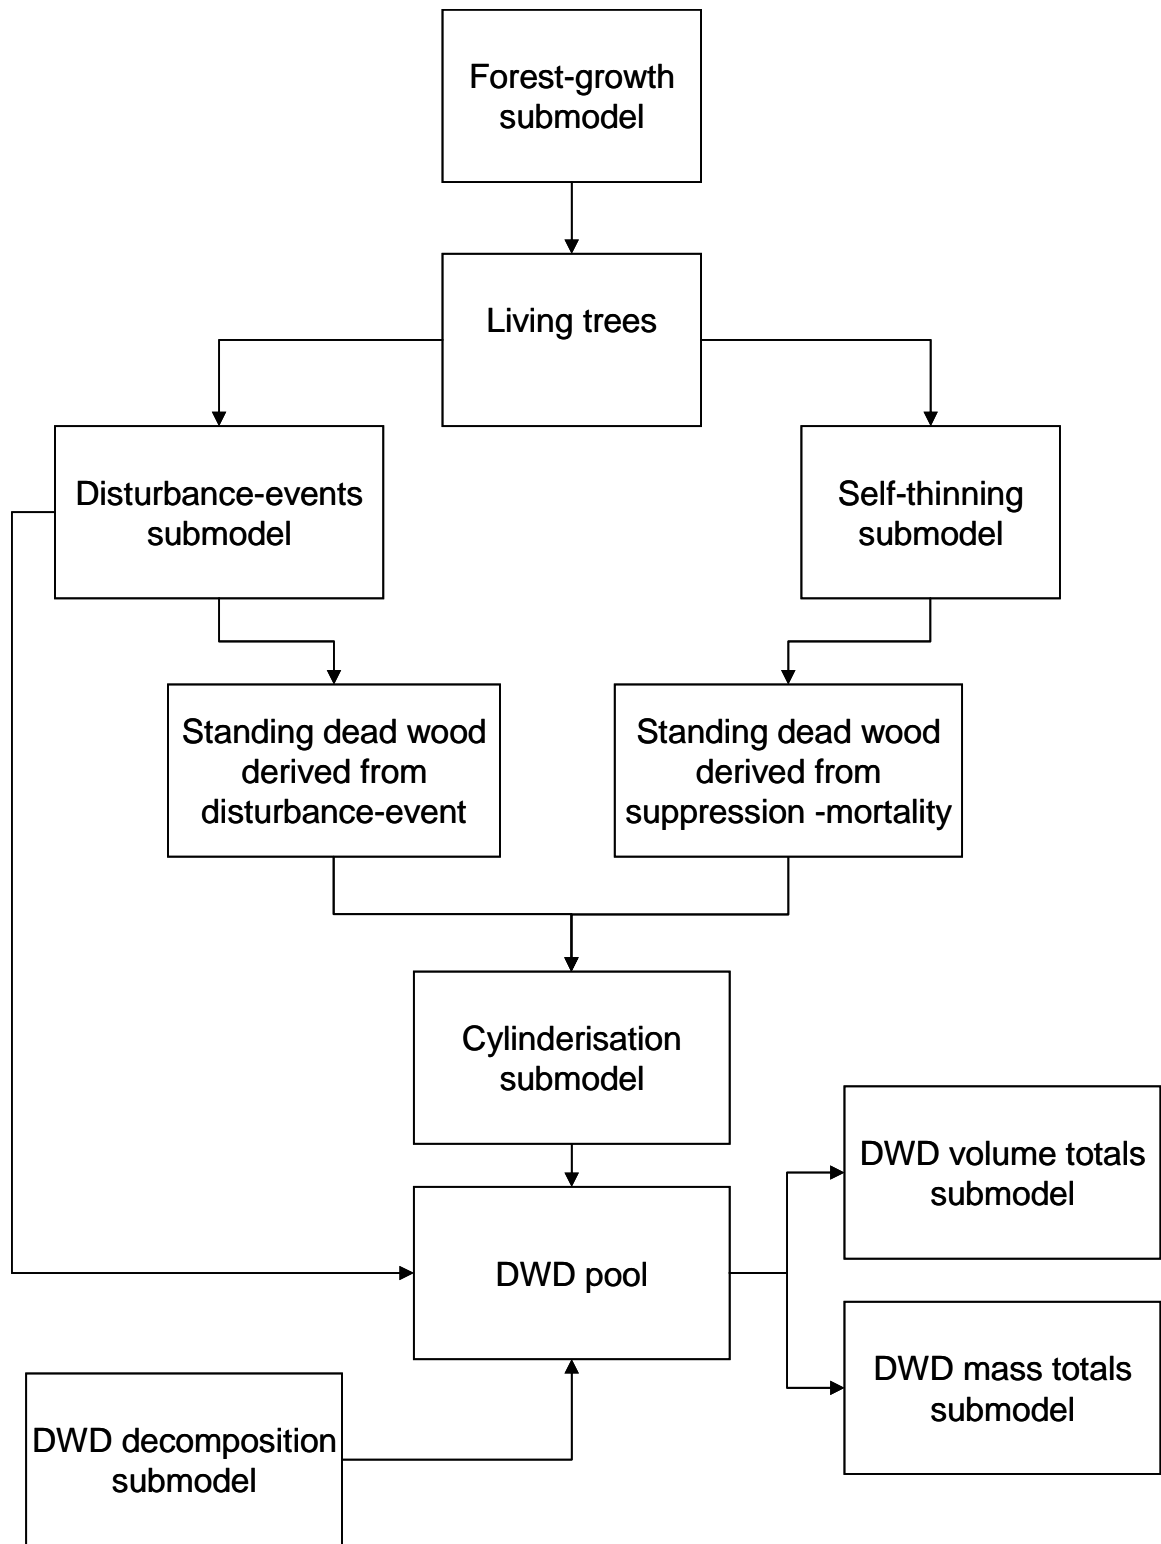 Forest-growth
submodel
Living trees
Disturbance-events
submodel
Self-thinning
submodel
Standing dead wood
derived from
disturbance-event
Standing dead wood
derived from
suppression -mortality
Cylinderisation
submodel
DWD volume totals
submodel
DWD pool
DWD mass totals
submodel
DWD decomposition
submodel